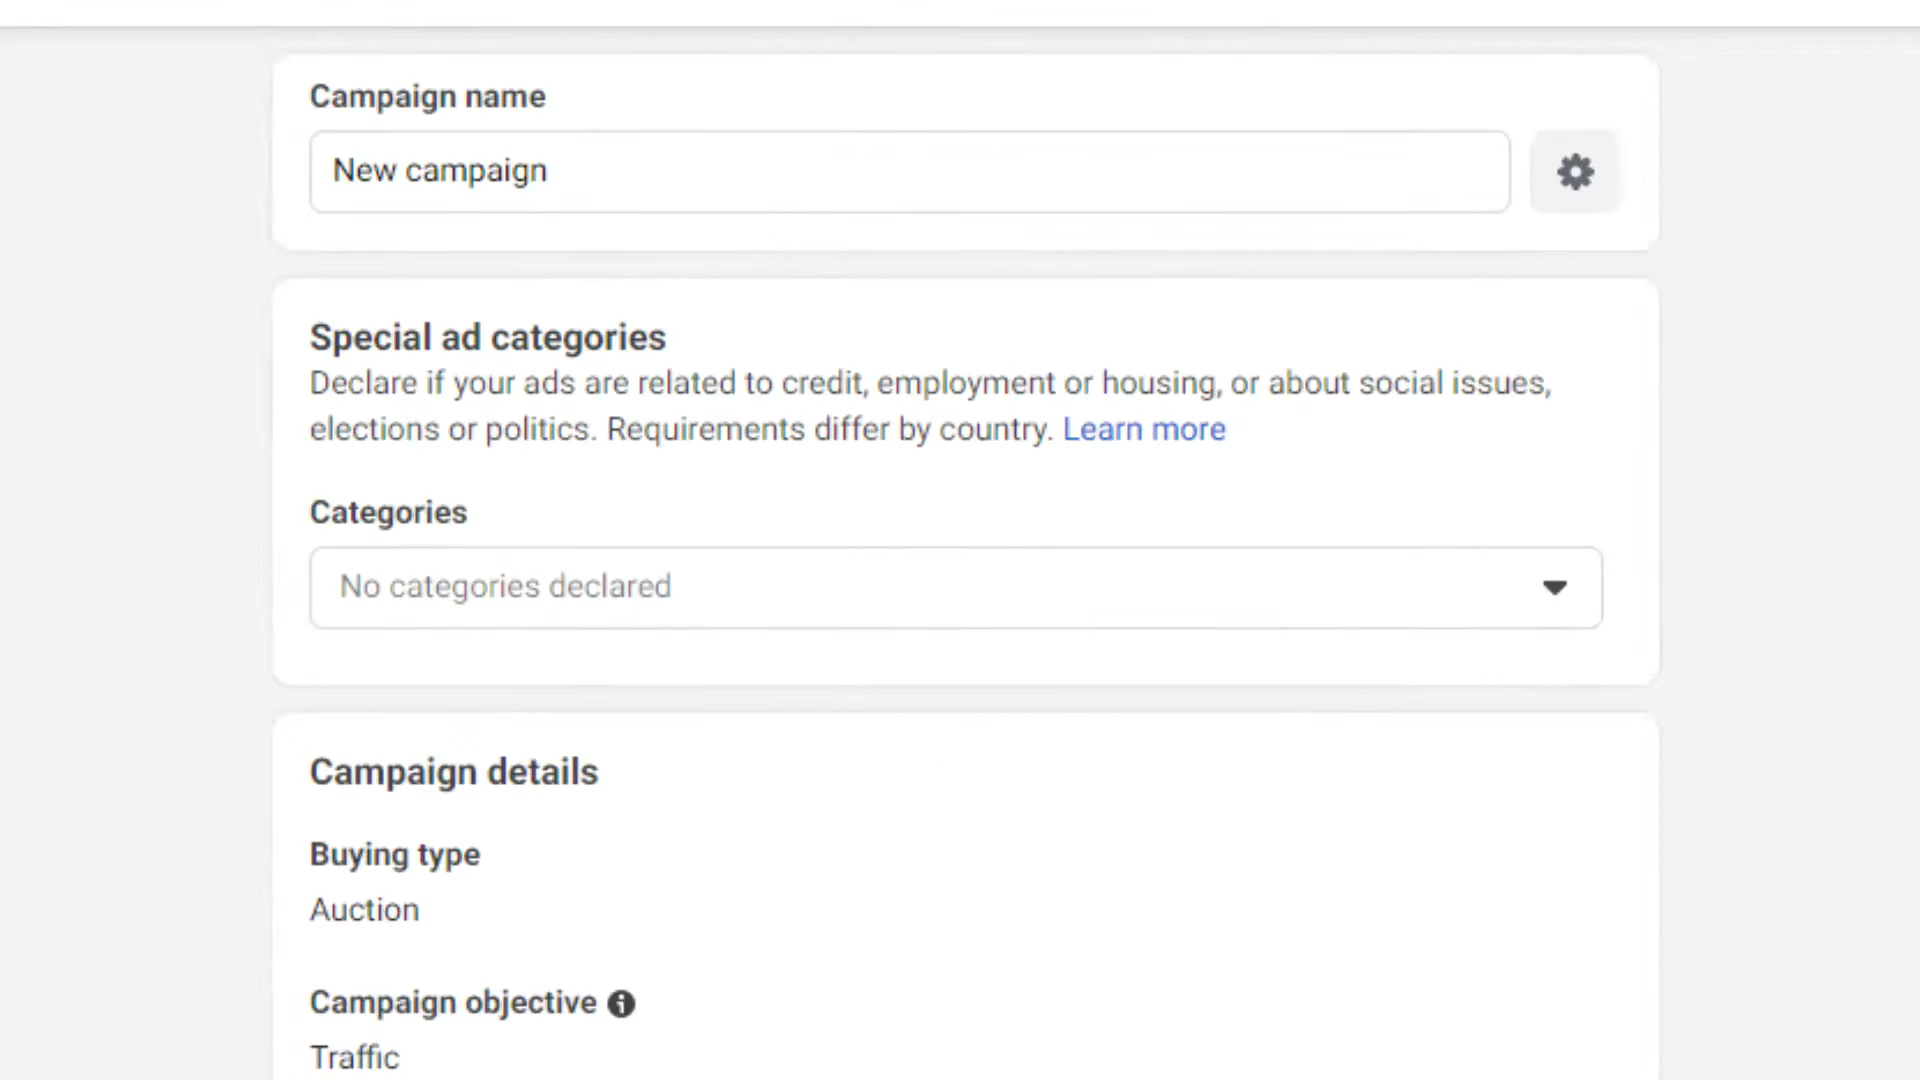 Campaign name
New campaign
Special ad categories
Declare if your ads are related to credit, employment or housing, or about social issues,
elections or politics. Requirements differ by country. Learn more
Categories
No categories declared
Campaign details
Buying type
Auction
Campaign objective
Traffic